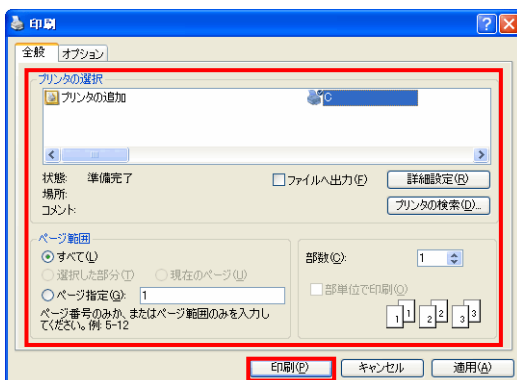 印刷
全般 オプション
プリンタの選択
プリンタの追加 C
状態: 準備完了
場所:
コメント:
ファイルへ出力(F) 詳細設定(R)
プリンタの検索(D)...
ページ範囲
すべて(L)
選択した部分(T) 現在のページ(U)
ページ指定(G): 1
ページ番号のみか、またはページ範囲のみを入力し
てください。例: 5-12
部数(C): 1
部単位で印刷(O)
1 1 2 2 3 3
印刷(P) キャンセル 適用(A)